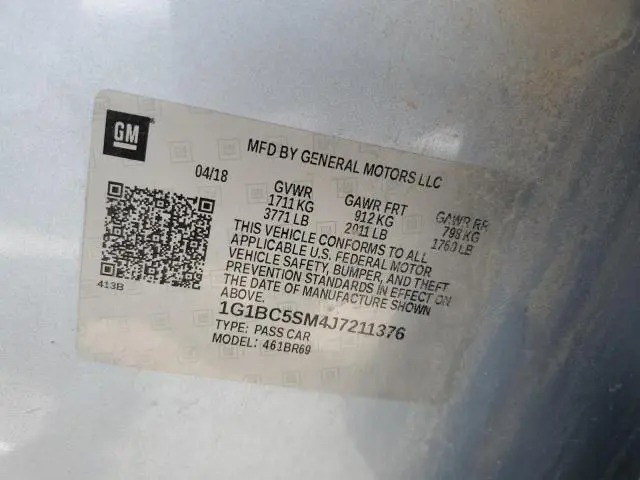 GM
MFD BY GENERAL MOTORS LLC
04/18
GVWR GAWR FRT GAWR RR
1711 KG 912 KG 798 KG
3771 LB 2011 LB 1760 LB
THIS VEHICLE CONFORMS TO ALL
APPLICABLE U.S. FEDERAL MOTOR
VEHICLE SAFETY, BUMPER, AND THEFT
PREVENTION STANDARDS IN EFFECT ON
THE DATE OF MANUFACTURE SHOWN
ABOVE.
413B
1G1BC5SM4J7211376
TYPE: PASS CAR
MODEL: 461BR69